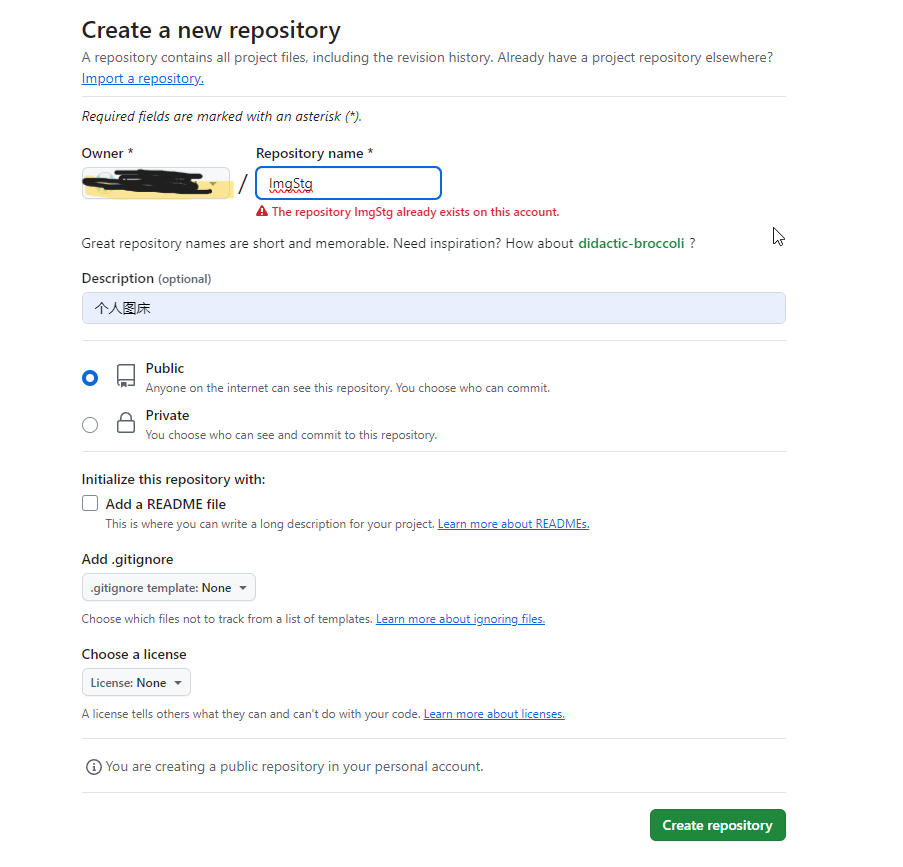 Create a new repository
A repository contains all project files, including the revision history. Already have a project repository elsewhere?
Import a repository.
Required fields are marked with an asterisk (*).
Owner * Repository name *
/ ImgStg
The repository ImgStg already exists on this account.
Great repository names are short and memorable. Need inspiration? How about didactic-broccoli ?
Description (optional)
个人图床
Public
Anyone on the internet can see this repository. You choose who can commit.
Private
You choose who can see and commit to this repository.
Initialize this repository with:
Add a README file
This is where you can write a long description for your project. Learn more about READMEs.
Add .gitignore
.gitignore template: None
Choose which files not to track from a list of templates. Learn more about ignoring files.
Choose a license
License: None
A license tells others what they can and can't do with your code. Learn more about licenses.
You are creating a public repository in your personal account.
Create repository